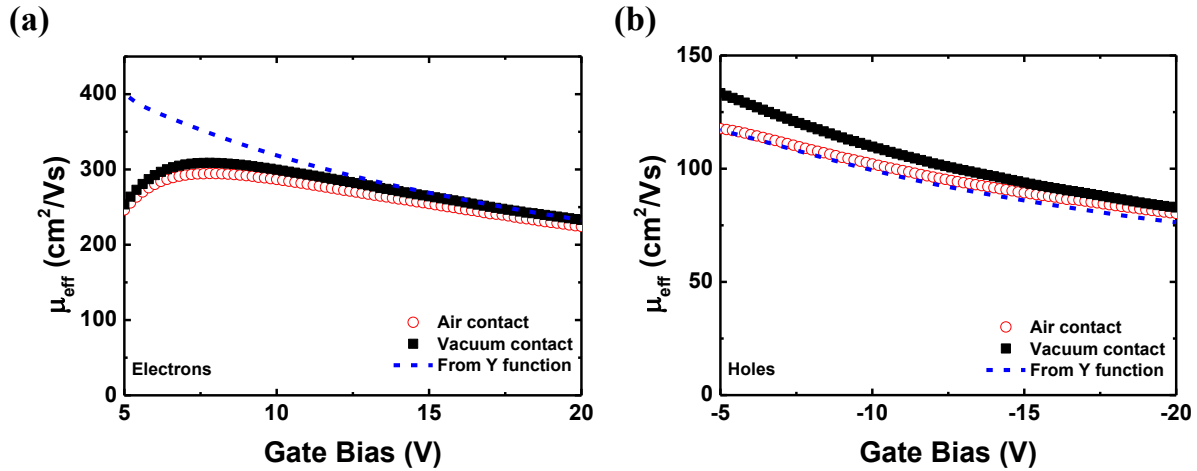 (a)
μeff (cm²/Vs)
400
300
200
100
0
5
10
15
20
Gate Bias (V)
Air contact
Vacuum contact
From Y function
Electrons
(b)
μeff (cm²/Vs)
150
100
50
0
-5
-10
-15
-20
Gate Bias (V)
Air contact
Vacuum contact
From Y function
Holes